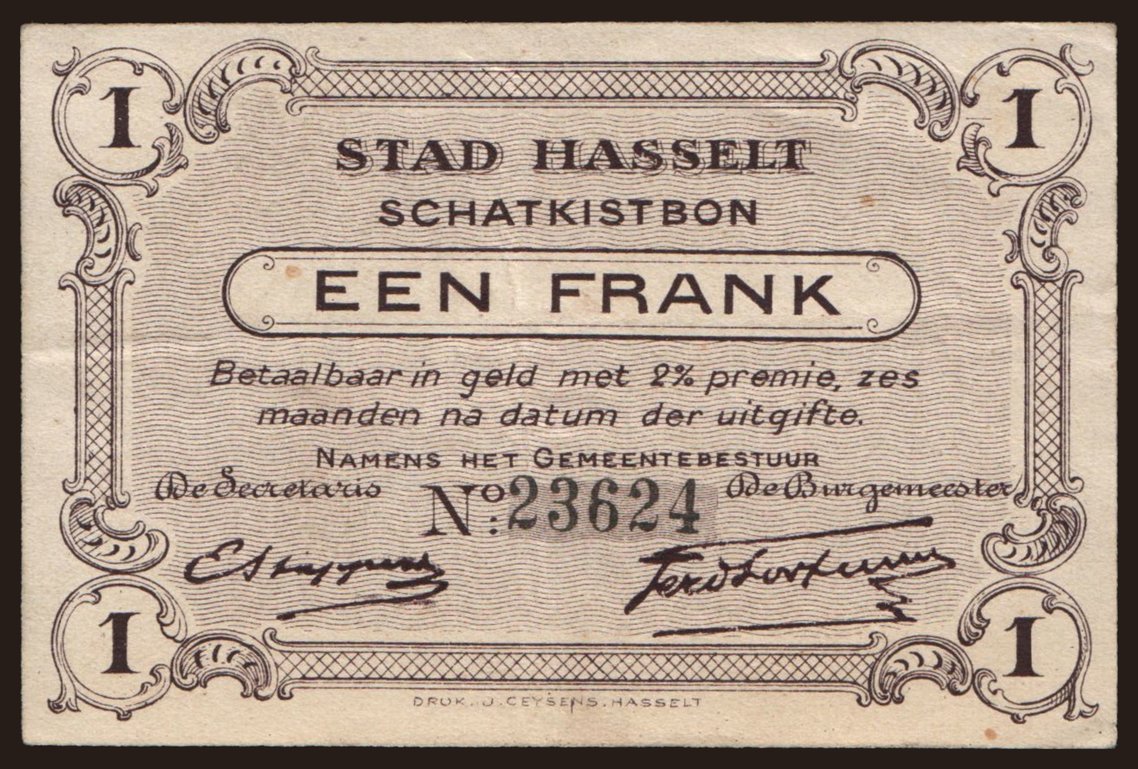 1 1
STAD HASSELT
SCHATKISTBON
EEN FRANK
Betaalbaar in geld met 2% premie, zes
maanden na datum der uitgifte.
NAMENS HET GEMEENTEBESTUUR
De Secretaris Nº: 23624 De Burgemeester
1 1
DRUK. J. CEYSENS. HASSELT